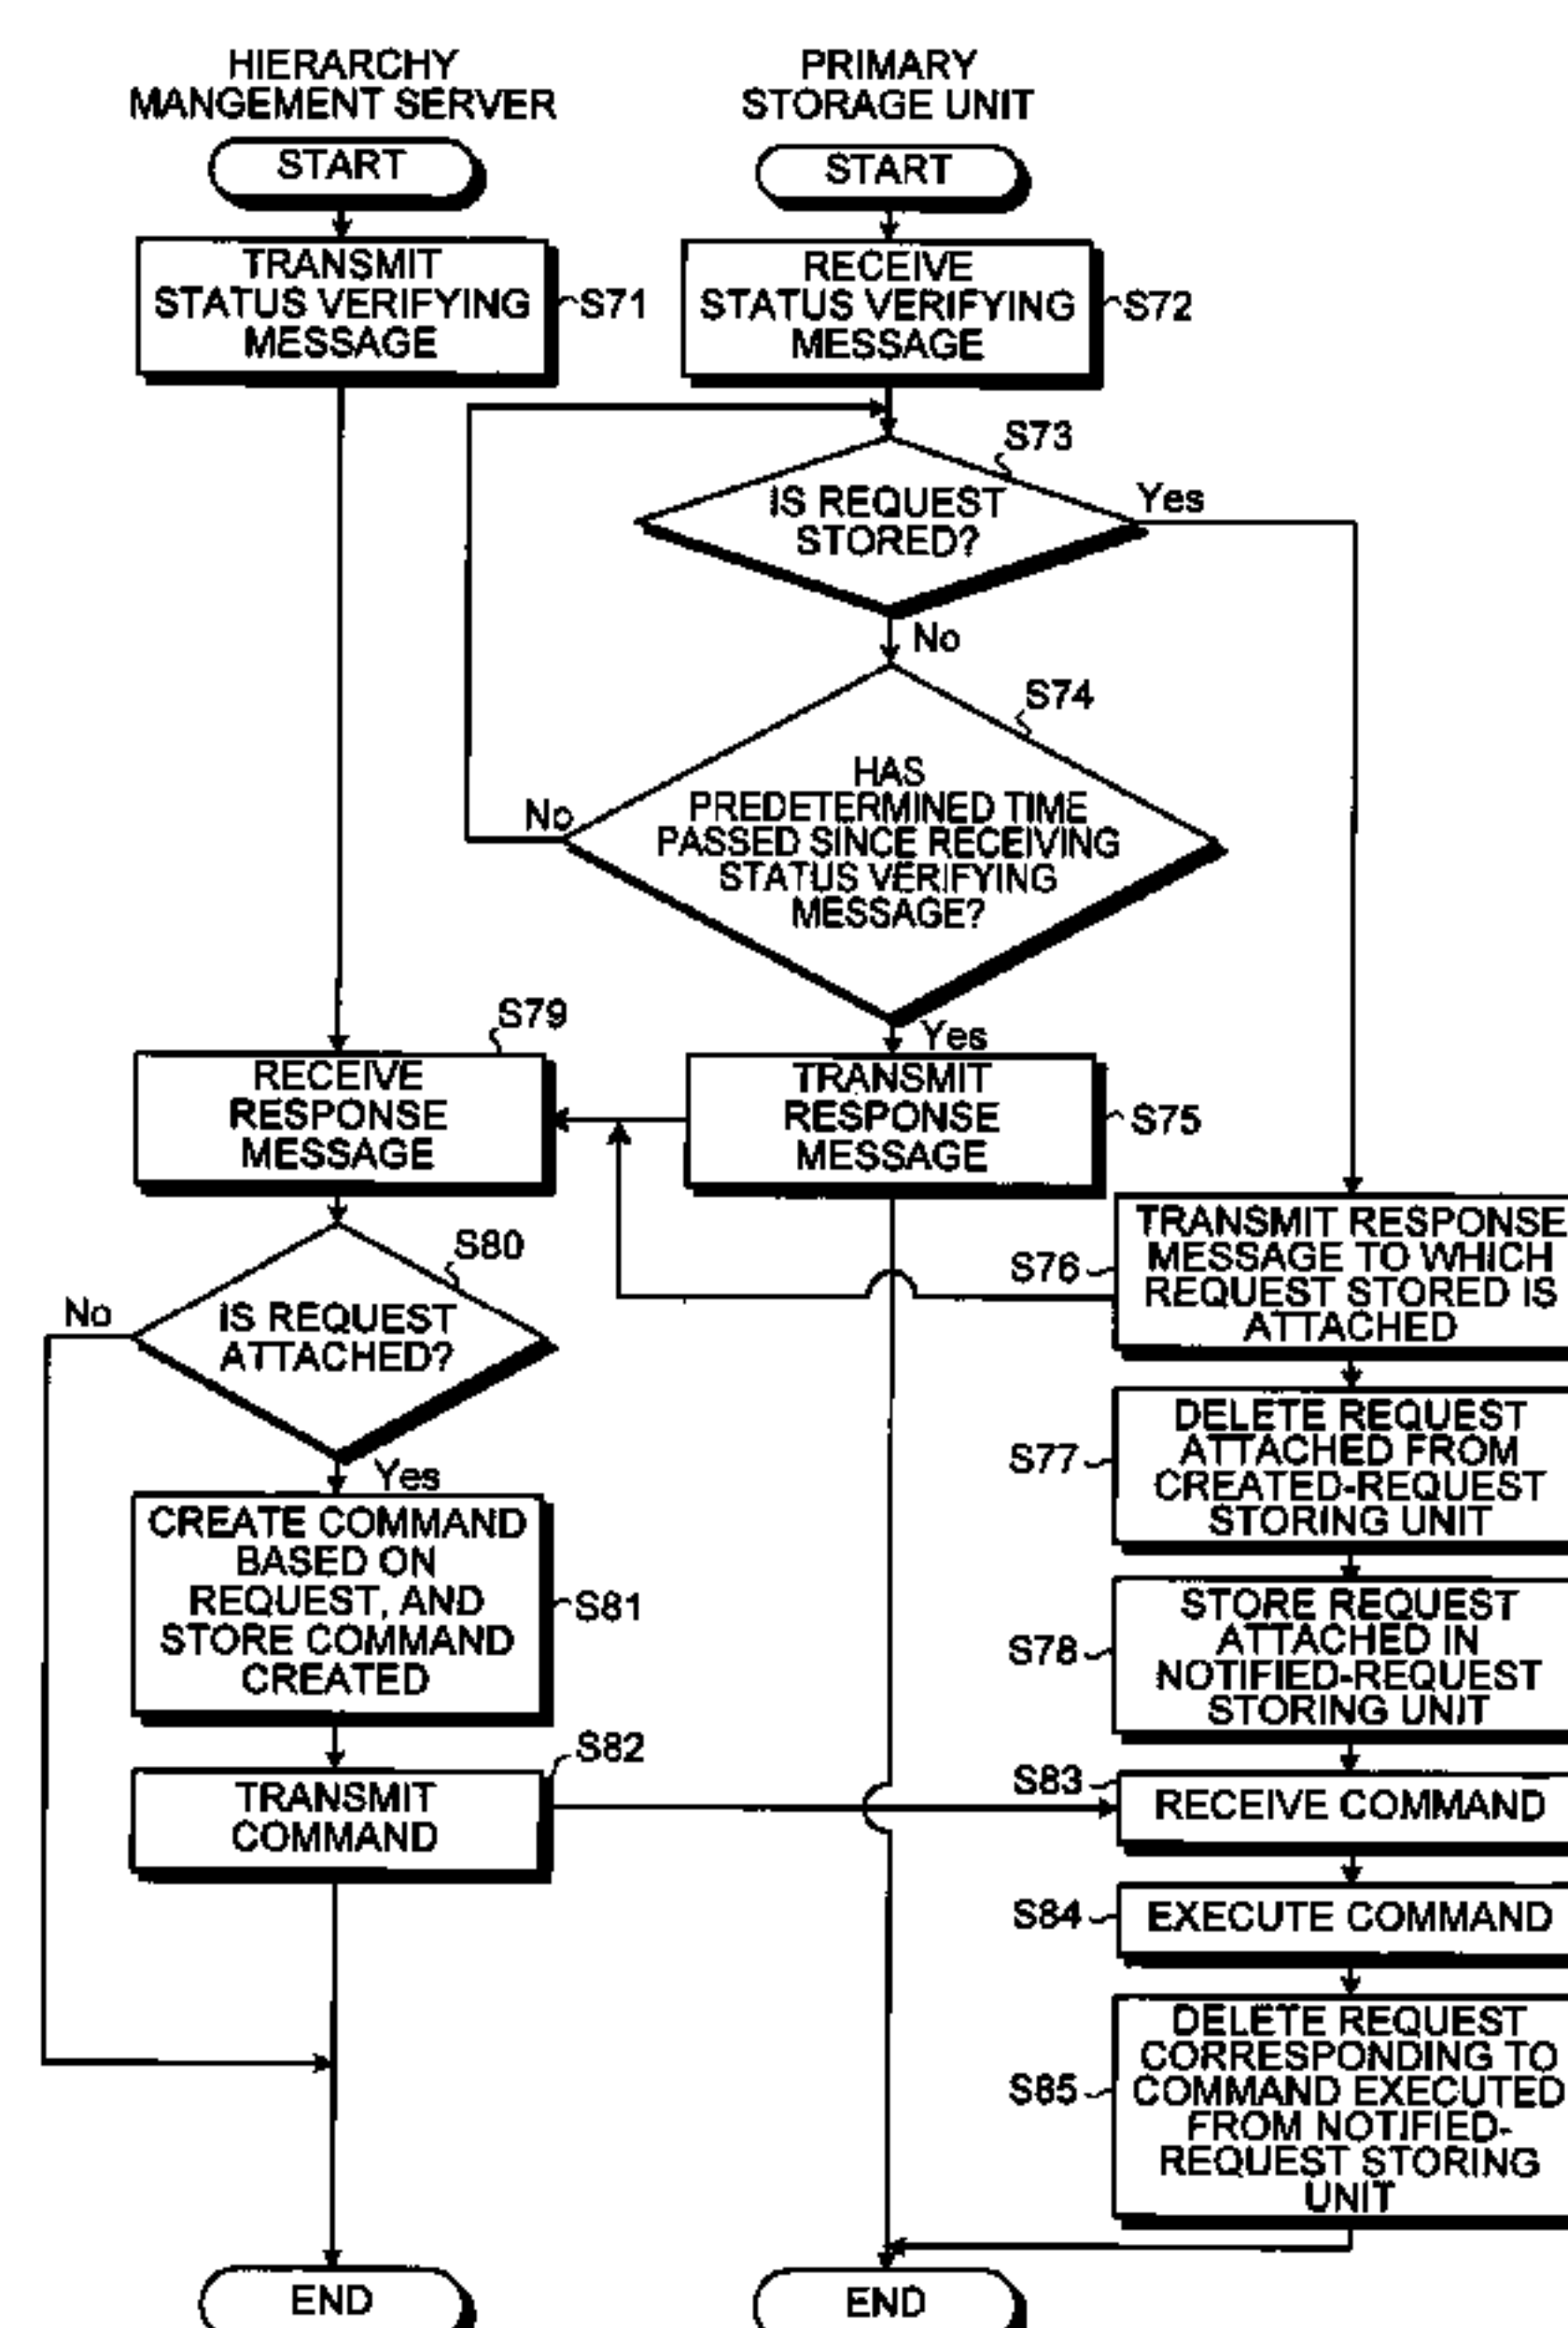 HIERARCHY
MANGEMENT SERVER
START
TRANSMIT
STATUS VERIFYING
MESSAGE
S71
PRIMARY
STORAGE UNIT
START
RECEIVE
STATUS VERIFYING
MESSAGE
S72
S73
IS REQUEST
STORED?
Yes
No
S74
HAS
PREDETERMINED TIME
PASSED SINCE RECEIVING
STATUS VERIFYING
MESSAGE?
No
Yes
S79
RECEIVE
RESPONSE
MESSAGE
TRANSMIT
RESPONSE
MESSAGE
S75
S76
TRANSMIT RESPONSE
MESSAGE TO WHICH
REQUEST STORED IS
ATTACHED
S80
IS REQUEST
ATTACHED?
No
Yes
S77
DELETE REQUEST
ATTACHED FROM
CREATED-REQUEST
STORING UNIT
CREATE COMMAND
BASED ON
REQUEST, AND
STORE COMMAND
CREATED
S81
S78
STORE REQUEST
ATTACHED IN
NOTIFIED-REQUEST
STORING UNIT
S82
TRANSMIT
COMMAND
S83
RECEIVE COMMAND
S84
EXECUTE COMMAND
S85
DELETE REQUEST
CORRESPONDING TO
COMMAND EXECUTED
FROM NOTIFIED-
REQUEST STORING
UNIT
END
END